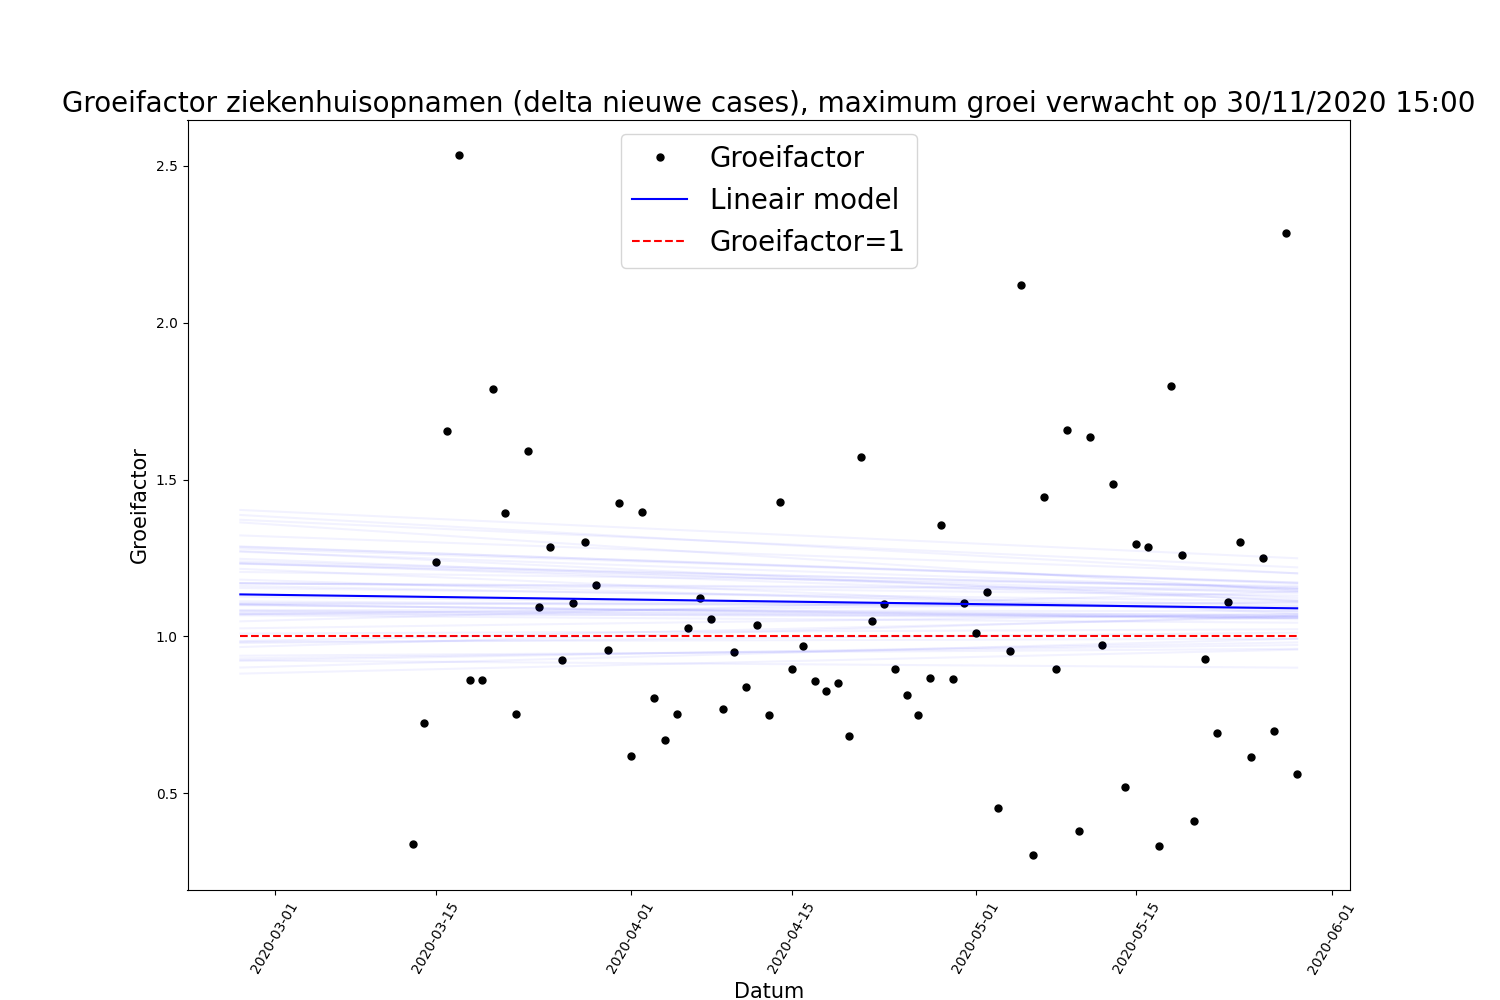 Groeifactor ziekenhuisopnamen (delta nieuwe cases), maximum groei verwacht op 30/11/2020 15:00
Groeifactor
Lineair model
Groeifactor=1
2.5
2.0
1.5
1.0
0.5
Groeifactor
2020-03-01
2020-03-15
2020-04-01
2020-04-15
2020-05-01
2020-05-15
2020-06-01
Datum